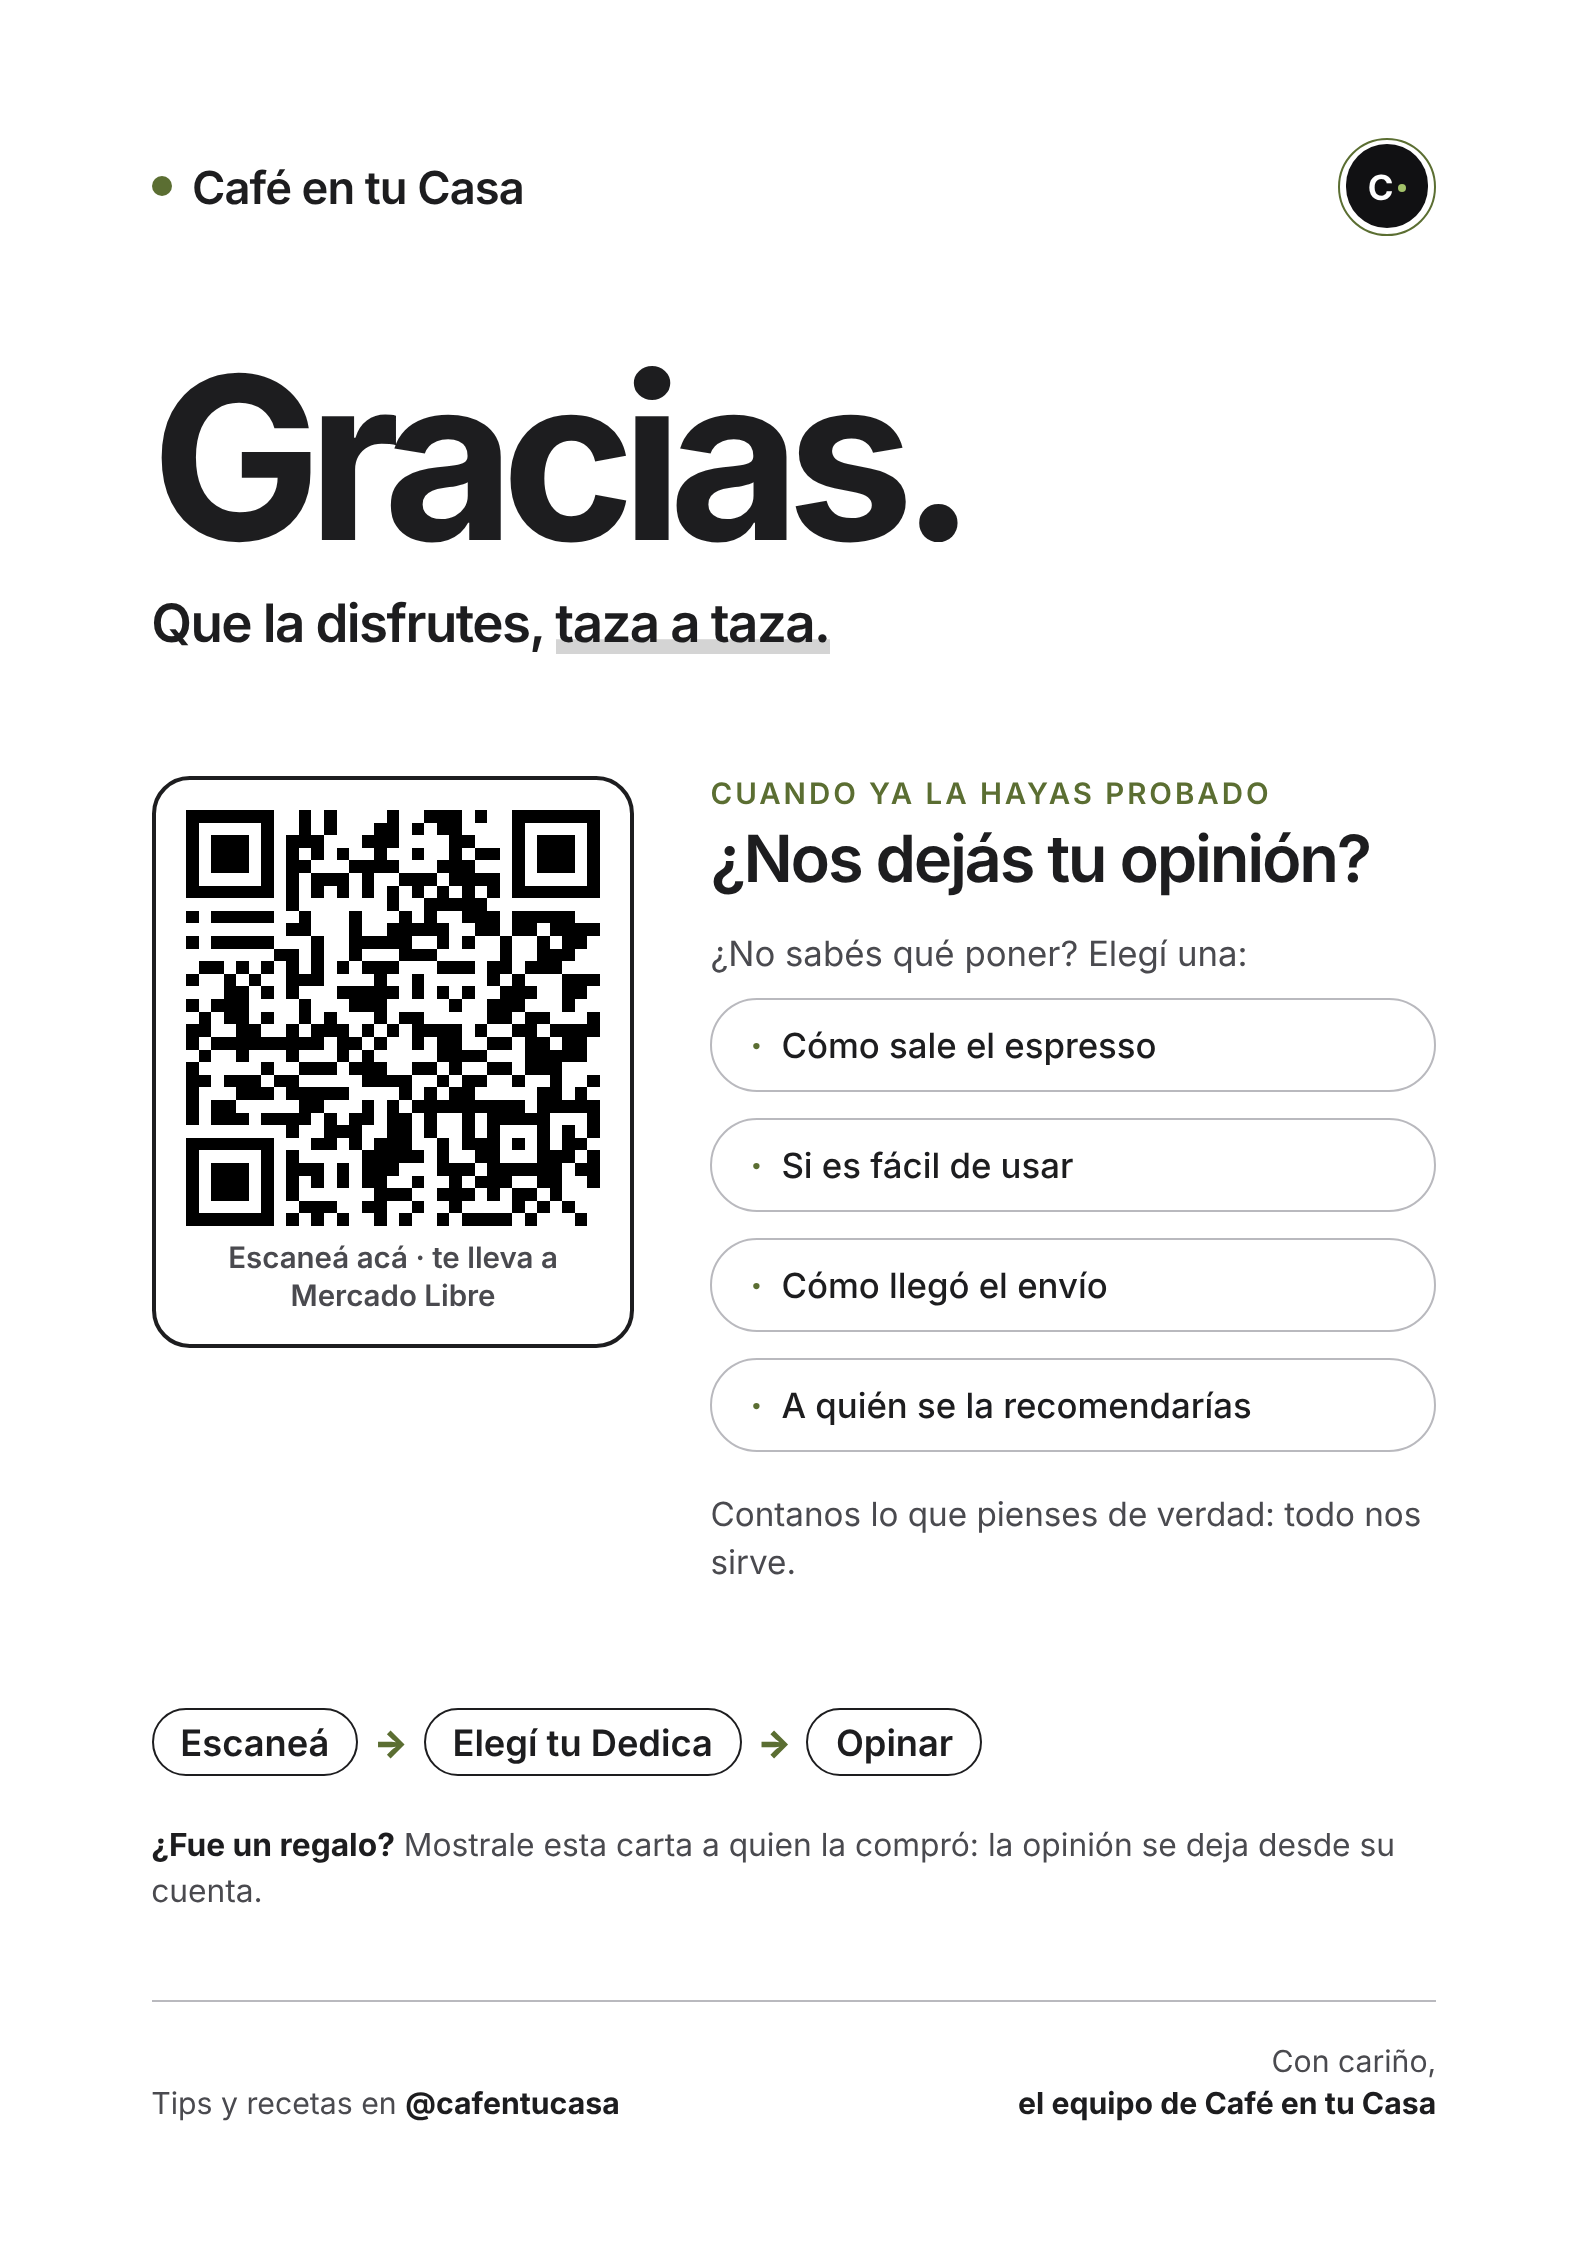 Café en tu Casa
C
Gracias.
Que la disfrutes, taza a taza.
Escaneá acá · te lleva a
Mercado Libre
CUANDO YA LA HAYAS PROBADO
¿Nos dejás tu opinión?
¿No sabés qué poner? Elegí una:
· Cómo sale el espresso
· Si es fácil de usar
· Cómo llegó el envío
· A quién se la recomendarías
Contanos lo que pienses de verdad: todo nos
sirve.
Escaneá → Elegí tu Dedica → Opinar
¿Fue un regalo? Mostrale esta carta a quien la compró: la opinión se deja desde su
cuenta.
Tips y recetas en @cafentucasa
Con cariño,
el equipo de Café en tu Casa